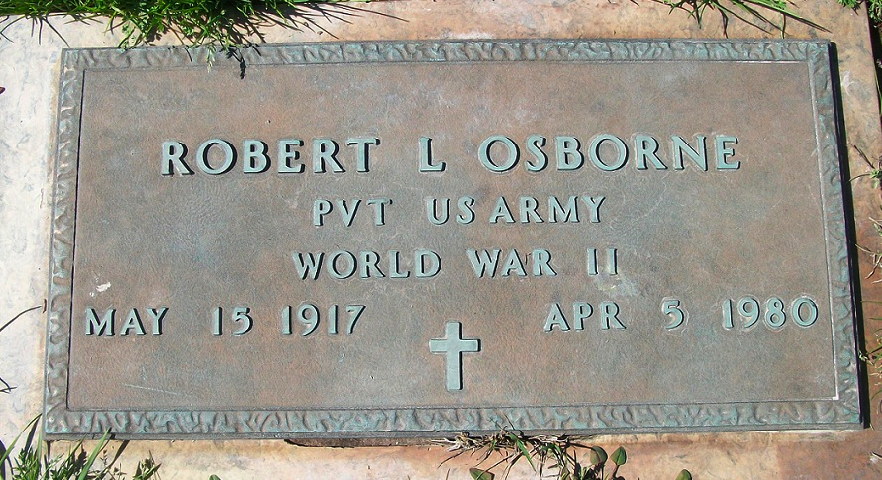 ROBERT L OSBORNE
PVT US ARMY
WORLD WAR II
MAY 15 1917 APR 5 1980